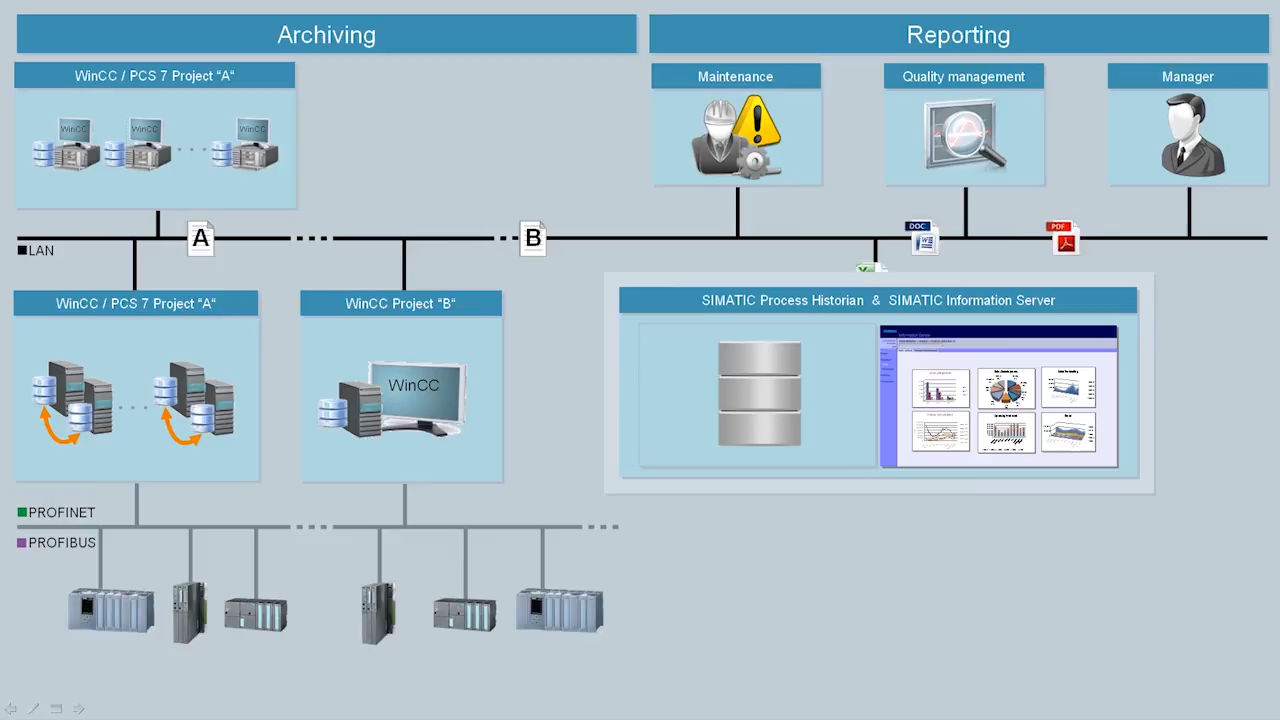 Archiving
Reporting
WinCC / PCS 7 Project “A“
Maintenance
Quality management
Manager
WinCC
WinCC
WinCC
A
B
DOC
PDF
LAN
WinCC / PCS 7 Project “A“
WinCC Project “B“
SIMATIC Process Historian & SIMATIC Information Server
WinCC
PROFINET
PROFIBUS